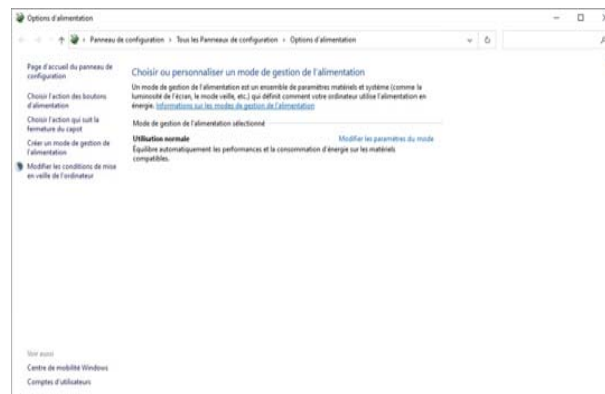 Options d'alimentation
Panneau de configuration > Tous les Panneaux de configuration > Options d'alimentation
Page d'accueil du panneau de
configuration
Choisir l'action des boutons
d'alimentation
Choisir l'action qui suit la
fermeture du capot
Créer un mode de gestion de
l'alimentation
Modifier les conditions de mise
en veille de l'ordinateur
Choisir ou personnaliser un mode de gestion de l'alimentation
Un mode de gestion de l'alimentation est un ensemble de paramètres matériels et système (comme la
luminosité de l'écran, le mode veille, etc.) qui définit comment votre ordinateur utilise l'alimentation en
énergie. Informations sur les modes de gestion de l'alimentation
Mode de gestion de l'alimentation sélectionné
Utilisation normale Modifier les paramètres du mode
Équilibre automatiquement les performances et la consommation d'énergie sur les matériels
compatibles.
Voir aussi
Centre de mobilité Windows
Comptes d'utilisateurs